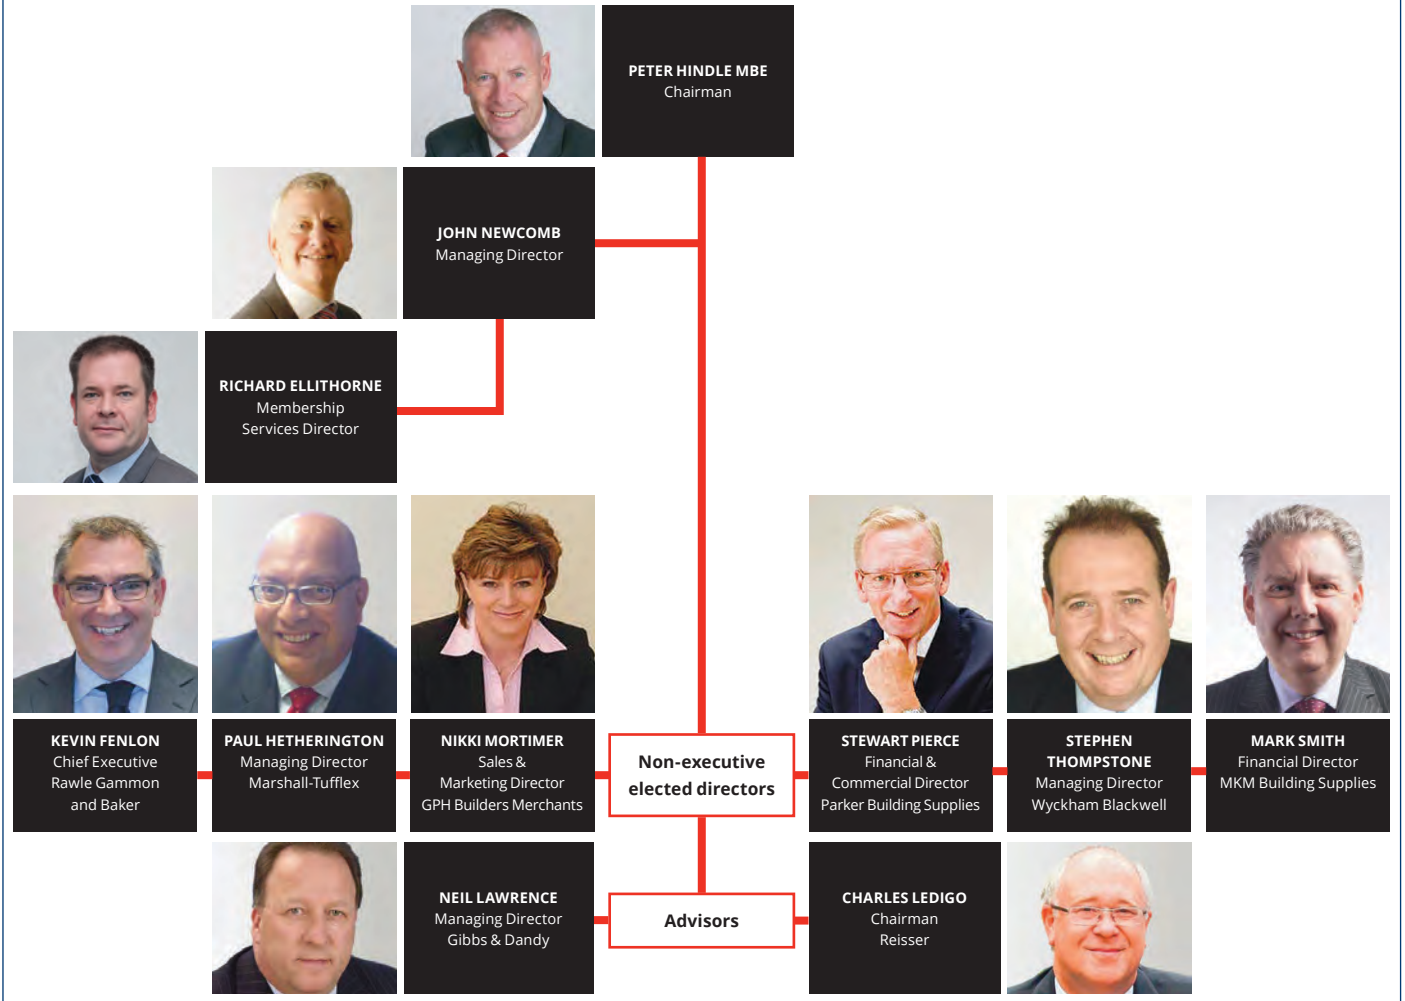 PETER HINDLE MBE
Chairman
JOHN NEWCOMB
Managing Director
RICHARD ELLITHORNE
Membership
Services Director
KEVIN FENLON
Chief Executive
Rawle Gammon
and Baker
PAUL HETHERINGTON
Managing Director
Marshall-Tufflex
NIKKI MORTIMER
Sales &
Marketing Director
GPH Builders Merchants
Non-executive
elected directors
STEWART PIERCE
Financial &
Commercial Director
Parker Building Supplies
STEPHEN
THOMPSTONE
Managing Director
Wyckham Blackwell
MARK SMITH
Financial Director
MKM Building Supplies
NEIL LAWRENCE
Managing Director
Gibbs & Dandy
Advisors
CHARLES LEDIGO
Chairman
Reisser